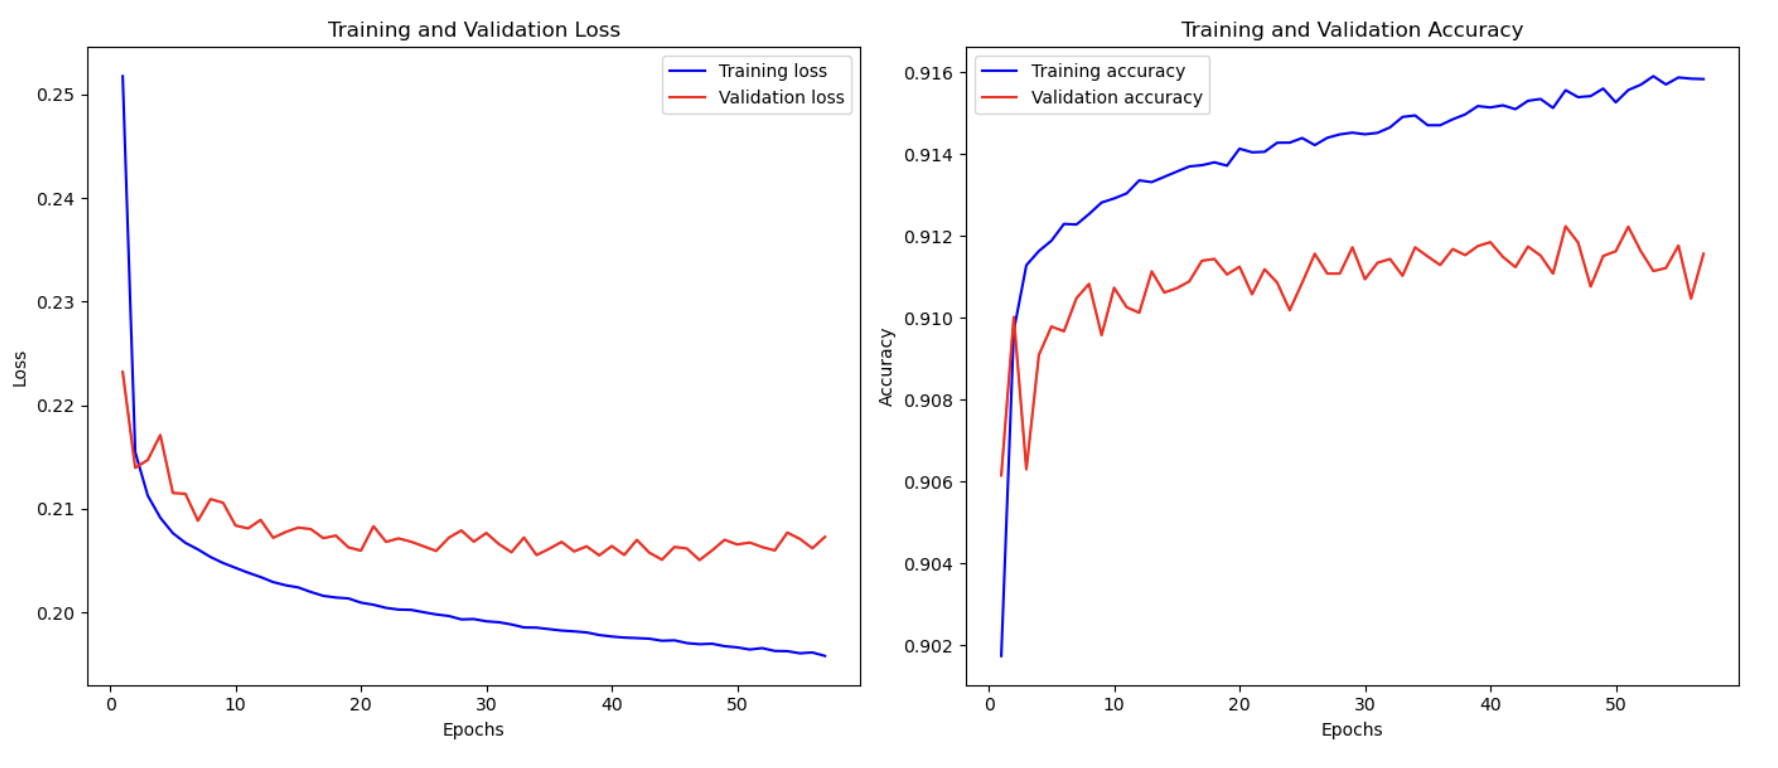 Training and Validation Loss
Training loss
Validation loss
0.25
0.24
0.23
0.22
0.21
0.20
Loss
0 10 20 30 40 50
Epochs
Training and Validation Accuracy
Training accuracy
Validation accuracy
0.916
0.914
0.912
0.910
0.908
0.906
0.904
0.902
Accuracy
0 10 20 30 40 50
Epochs